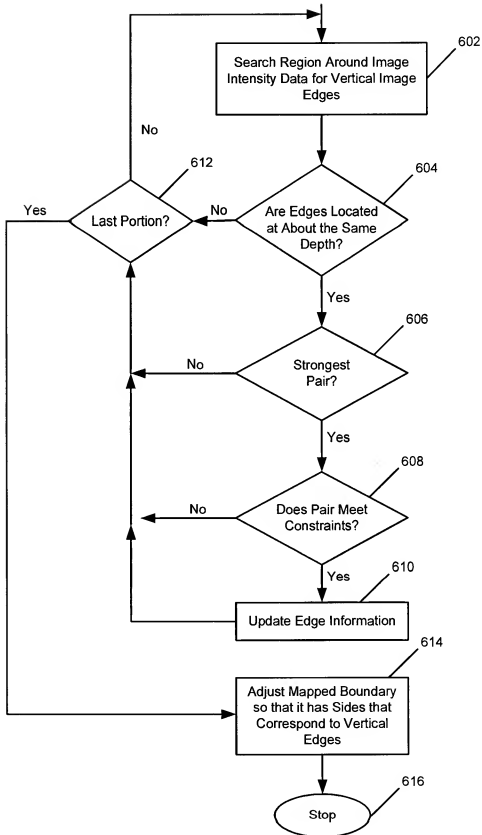 602
Search Region Around Image
Intensity Data for Vertical Image
Edges
No
612
604
Yes
Last Portion?
No
Are Edges Located
at About the Same
Depth?
Yes
606
No
Strongest
Pair?
Yes
608
No
Does Pair Meet
Constraints?
Yes
610
Update Edge Information
614
Adjust Mapped Boundary
so that it has Sides that
Correspond to Vertical
Edges
616
Stop